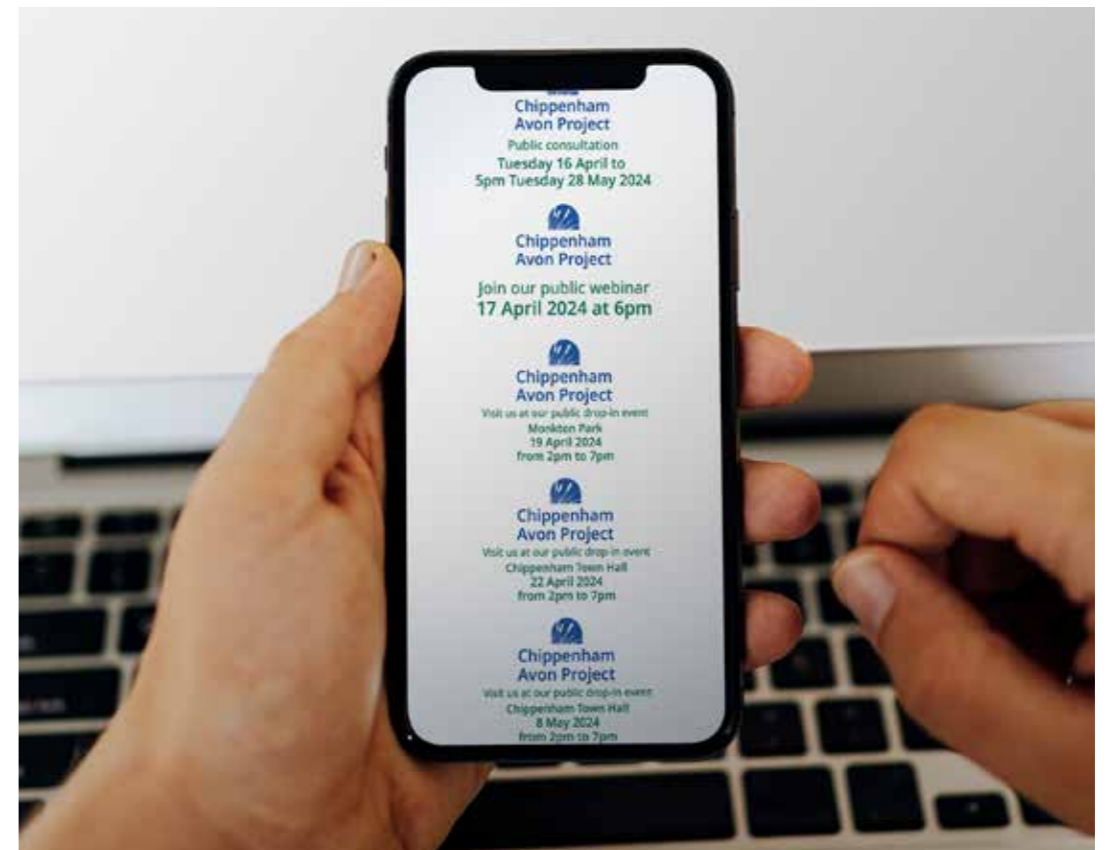 Chippenham
Avon Project
Public consultation
Tuesday 16 April to
5pm Tuesday 28 May 2024
Chippenham
Avon Project
Join our public webinar
17 April 2024 at 6pm
Chippenham
Avon Project
Visit us at our public drop-in event
Monkton Park
19 April 2024
from 2pm to 7pm
Chippenham
Avon Project
Visit us at our public drop-in event
Chippenham Town Hall
22 April 2024
from 2pm to 7pm
Chippenham
Avon Project
Visit us at our public drop-in event
Chippenham Town Hall
8 May 2024
from 2pm to 7pm